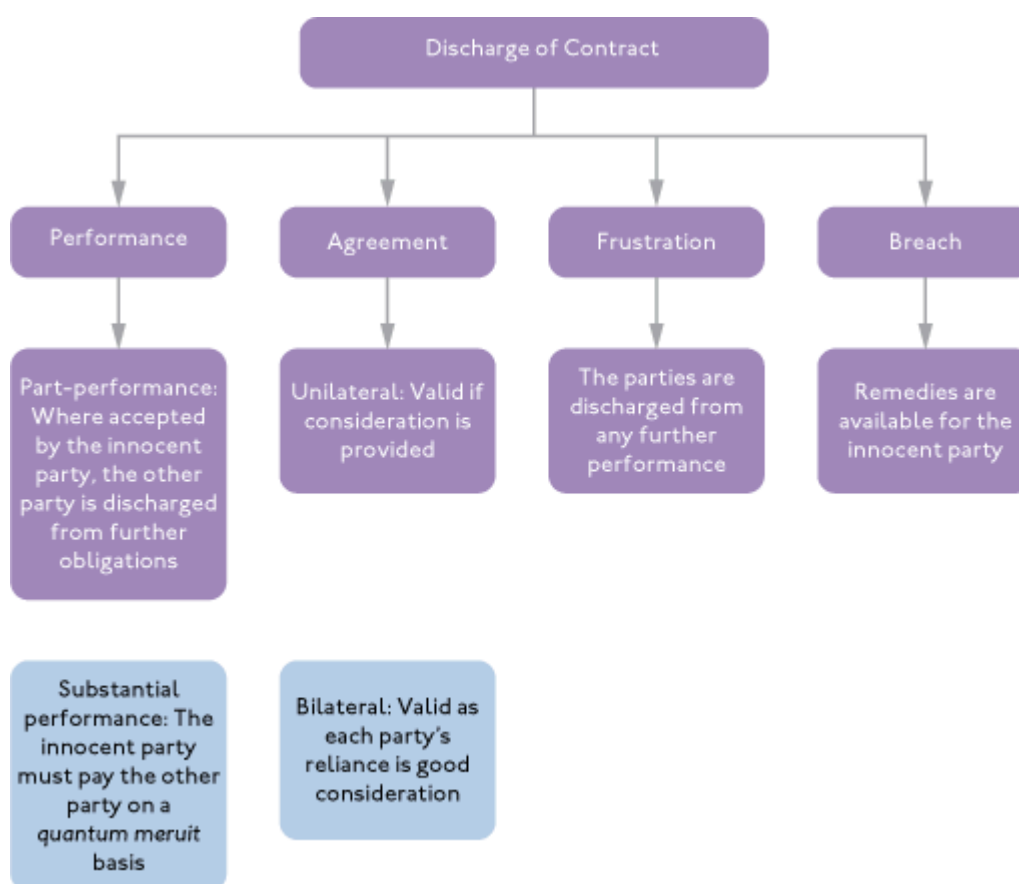 Discharge of Contract
Performance
Agreement
Frustration
Breach
Part-performance:
Where accepted
by the innocent
party, the other
party is discharged
from further
obligations
Unilateral: Valid if
consideration is
provided
The parties are
discharged from
any further
performance
Remedies are
available for the
innocent party
Substantial
performance: The
innocent party
must pay the other
party on a
quantum meruit
basis
Bilateral: Valid as
each party’s
reliance is good
consideration